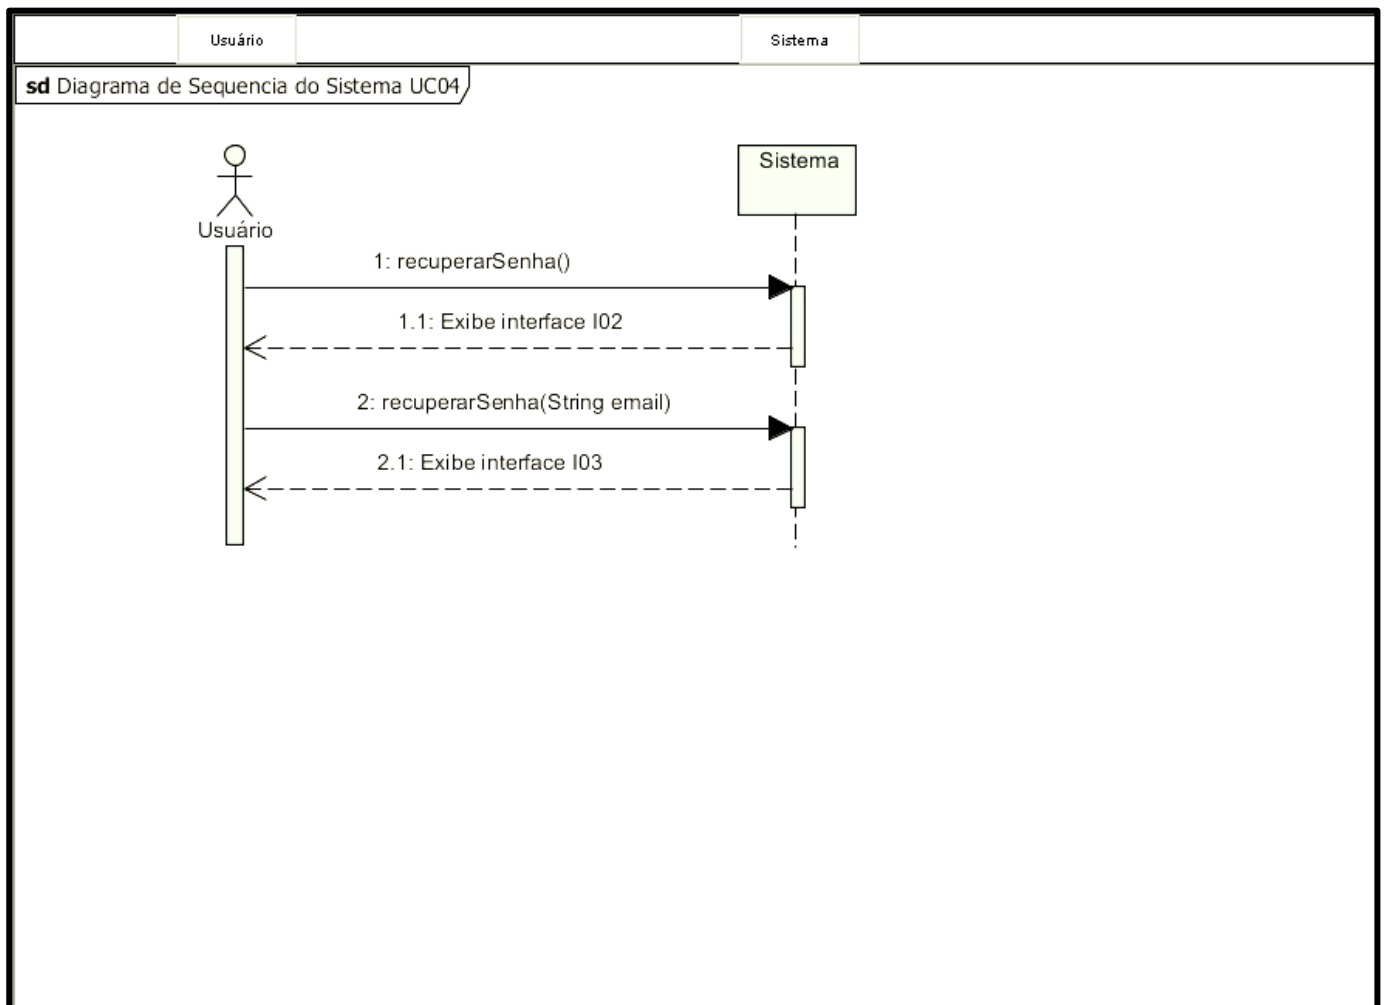 Usuário
Sistema
sd Diagrama de Sequencia do Sistema UC04
Sistema
Usuário
1: recuperarSenha()
1.1: Exibe interface I02
2: recuperarSenha(String email)
2.1: Exibe interface I03